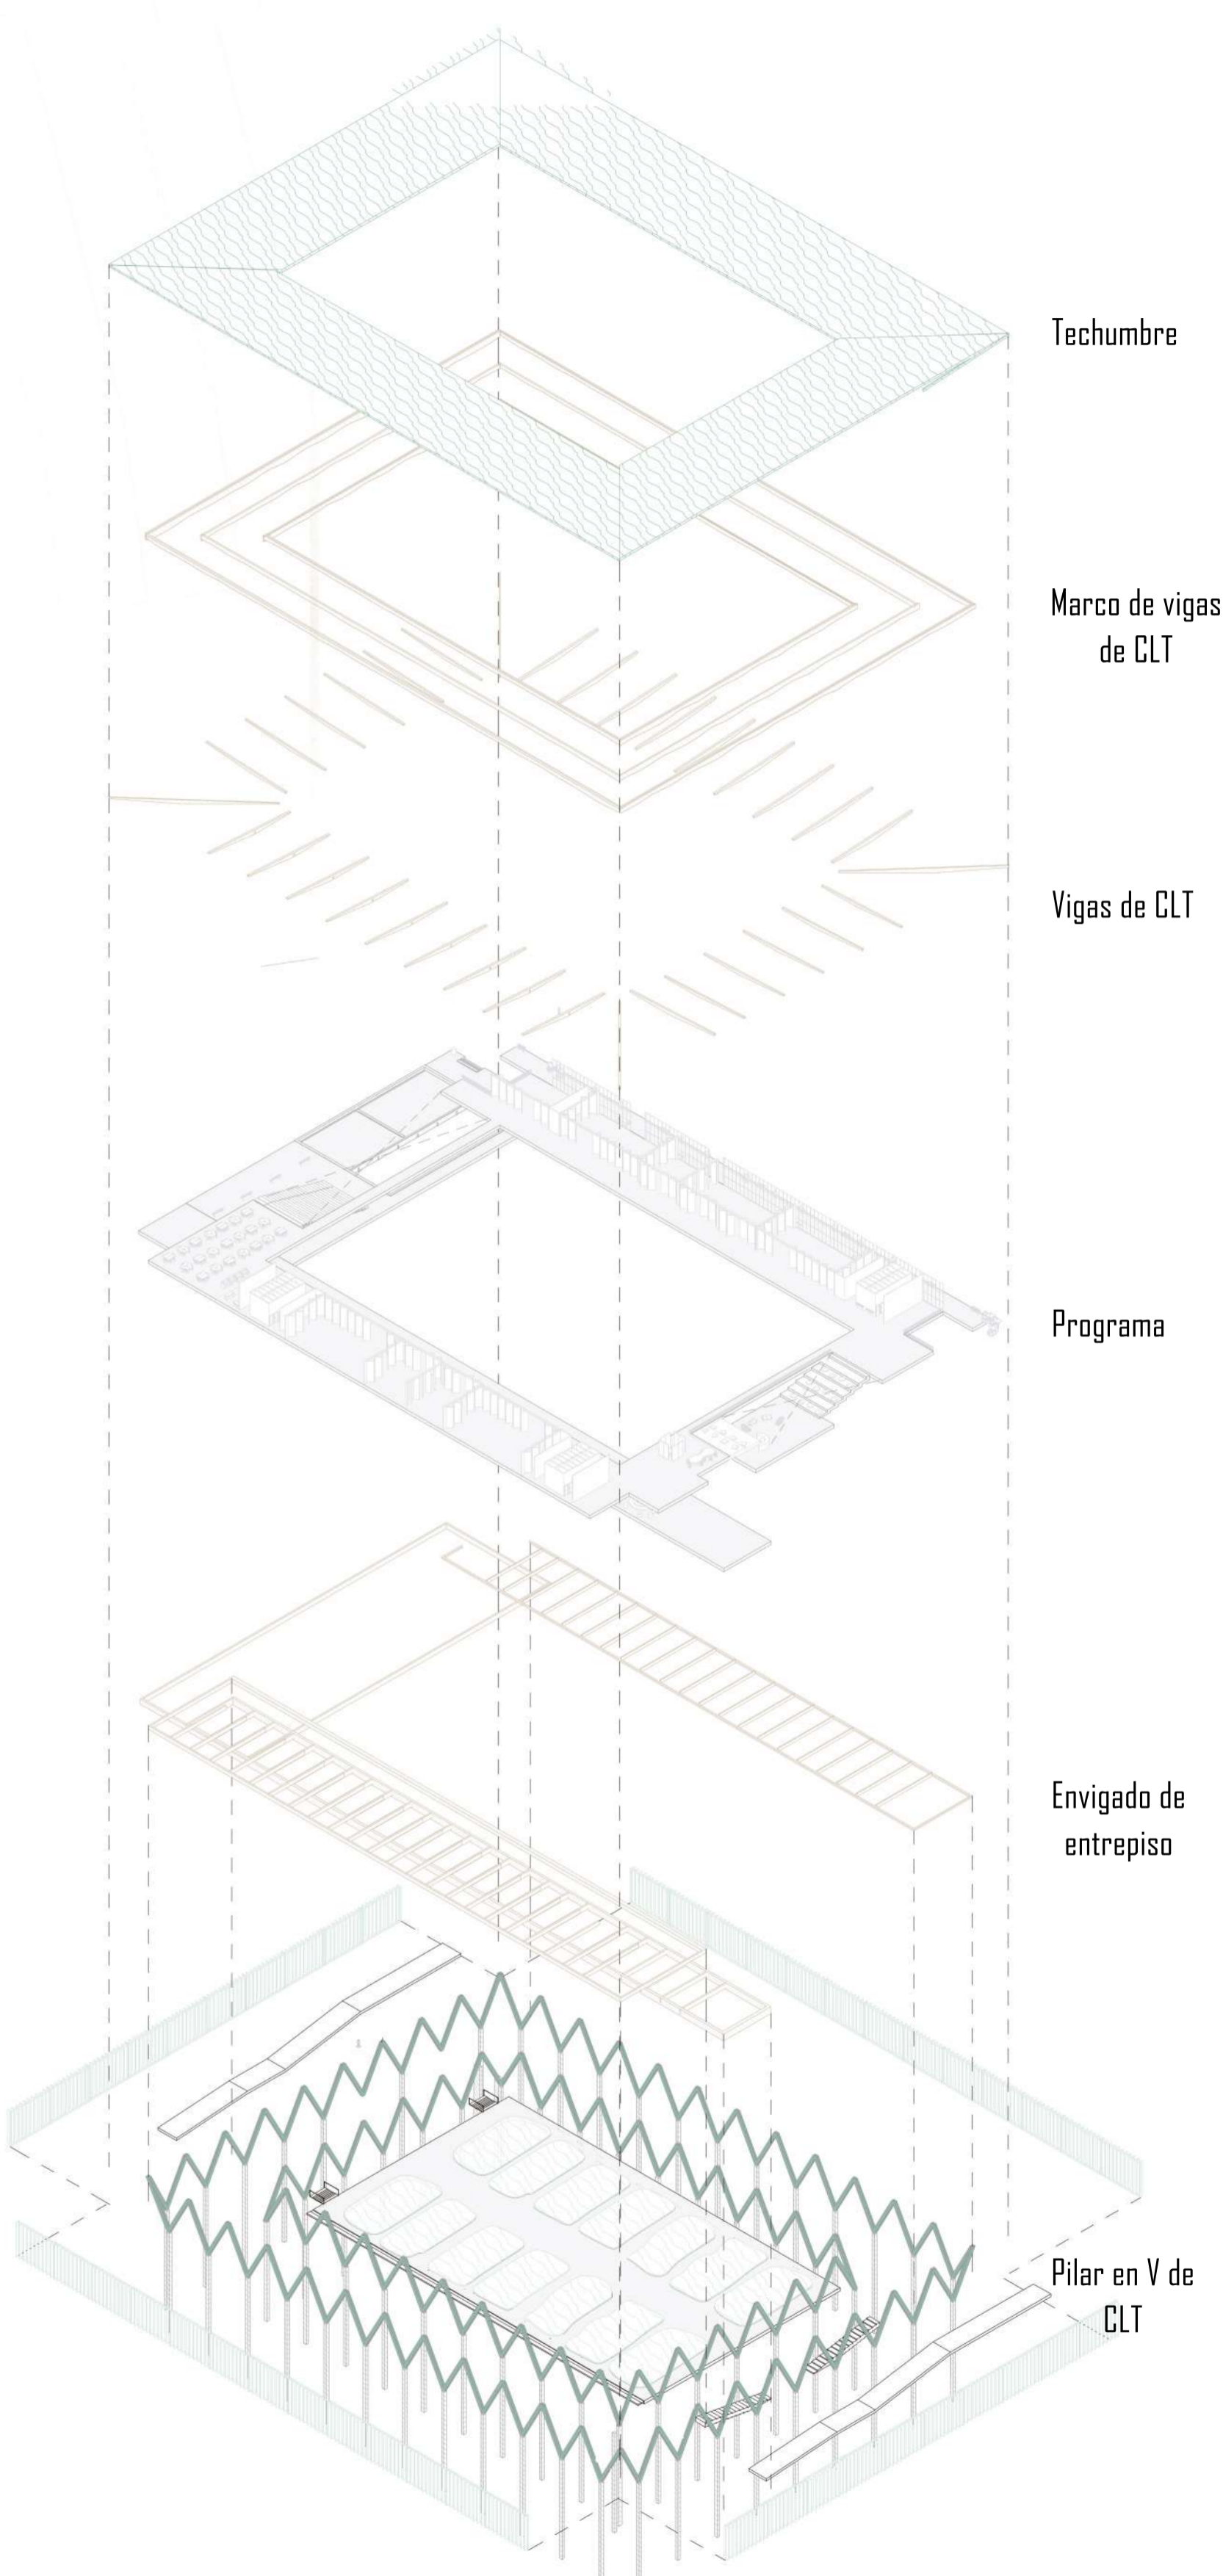 Techumbre
Marco de vigas
de CLT
Vigas de CLT
Programa
Envigado de
entrepiso
Pilar en V de
CLT